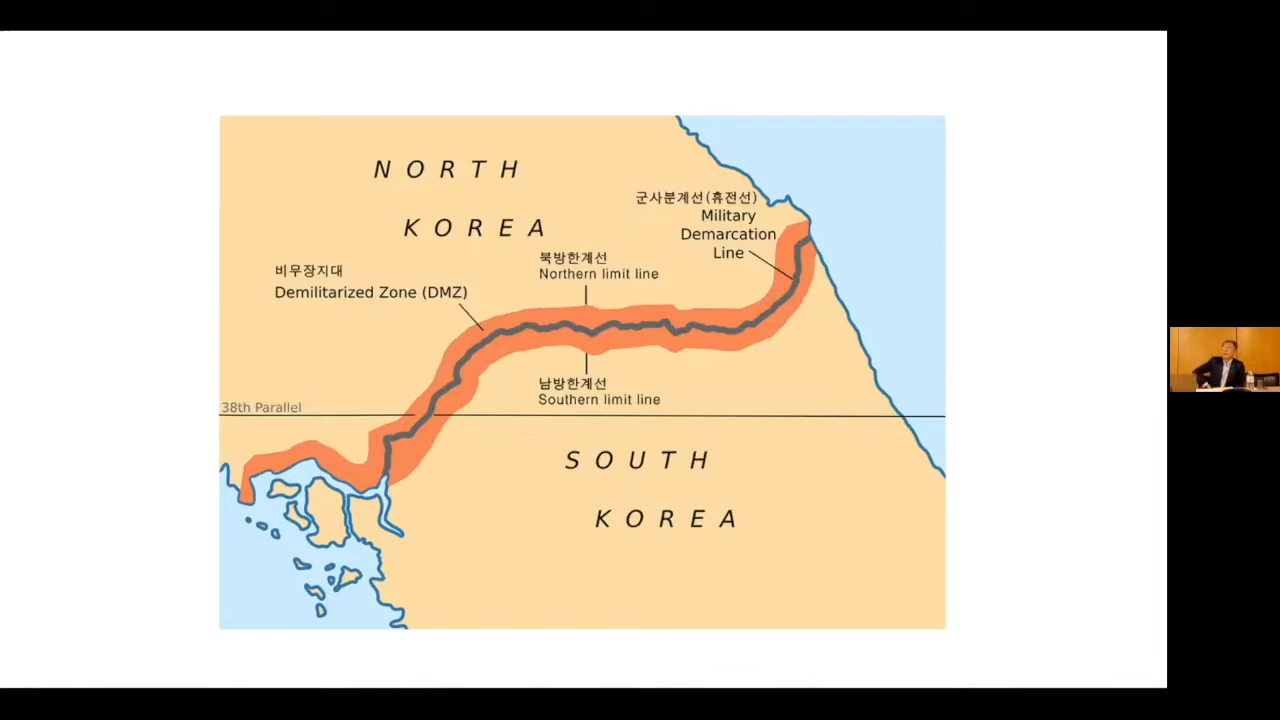 NORTH
KOREA
군사분계선(휴전선)
Military
Demarcation
Line
북방한계선
Northern limit line
비무장지대
Demilitarized Zone (DMZ)
남방한계선
Southern limit line
38th Parallel
SOUTH
KOREA